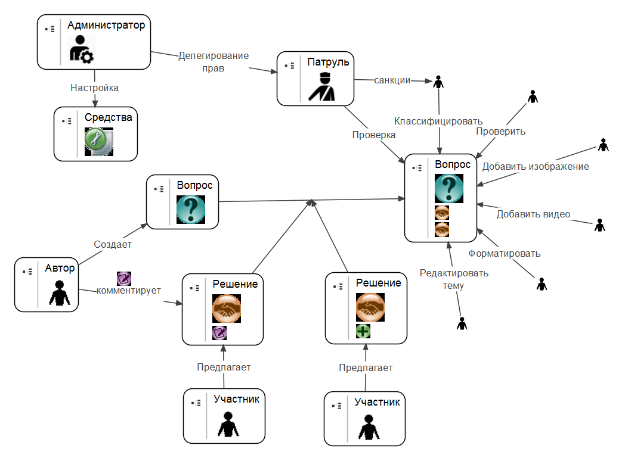 Администратор
Делегирование
прав
Патруль
санкции
Настройка
Классифицировать
Проверить
Средства
Проверка
Вопрос
Добавить изображение
Вопрос
Добавить видео
Создает
Форматировать
Автор
комментирует
Решение
Решение
Редактировать
тему
Предлагает
Предлагает
Участник
Участник